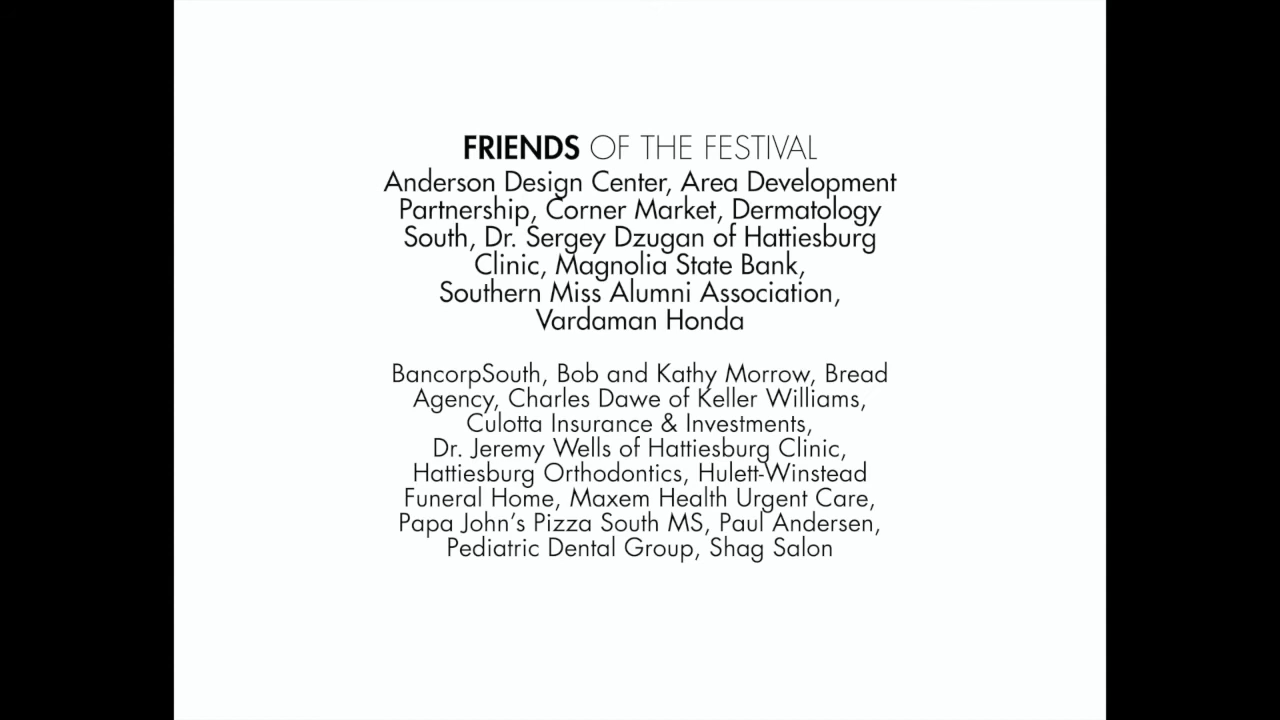 FRIENDS OF THE FESTIVAL
Anderson Design Center, Area Development
Partnership, Corner Market, Dermatology
South, Dr. Sergey Dzugan of Hattiesburg
Clinic, Magnolia State Bank,
Southern Miss Alumni Association,
Vardaman Honda
BancorpSouth, Bob and Kathy Morrow, Bread
Agency, Charles Dawe of Keller Williams,
Culotta Insurance & Investments,
Dr. Jeremy Wells of Hattiesburg Clinic,
Hattiesburg Orthodontics, Hulett-Winstead
Funeral Home, Maxem Health Urgent Care,
Papa John’s Pizza South MS, Paul Andersen,
Pediatric Dental Group, Shag Salon